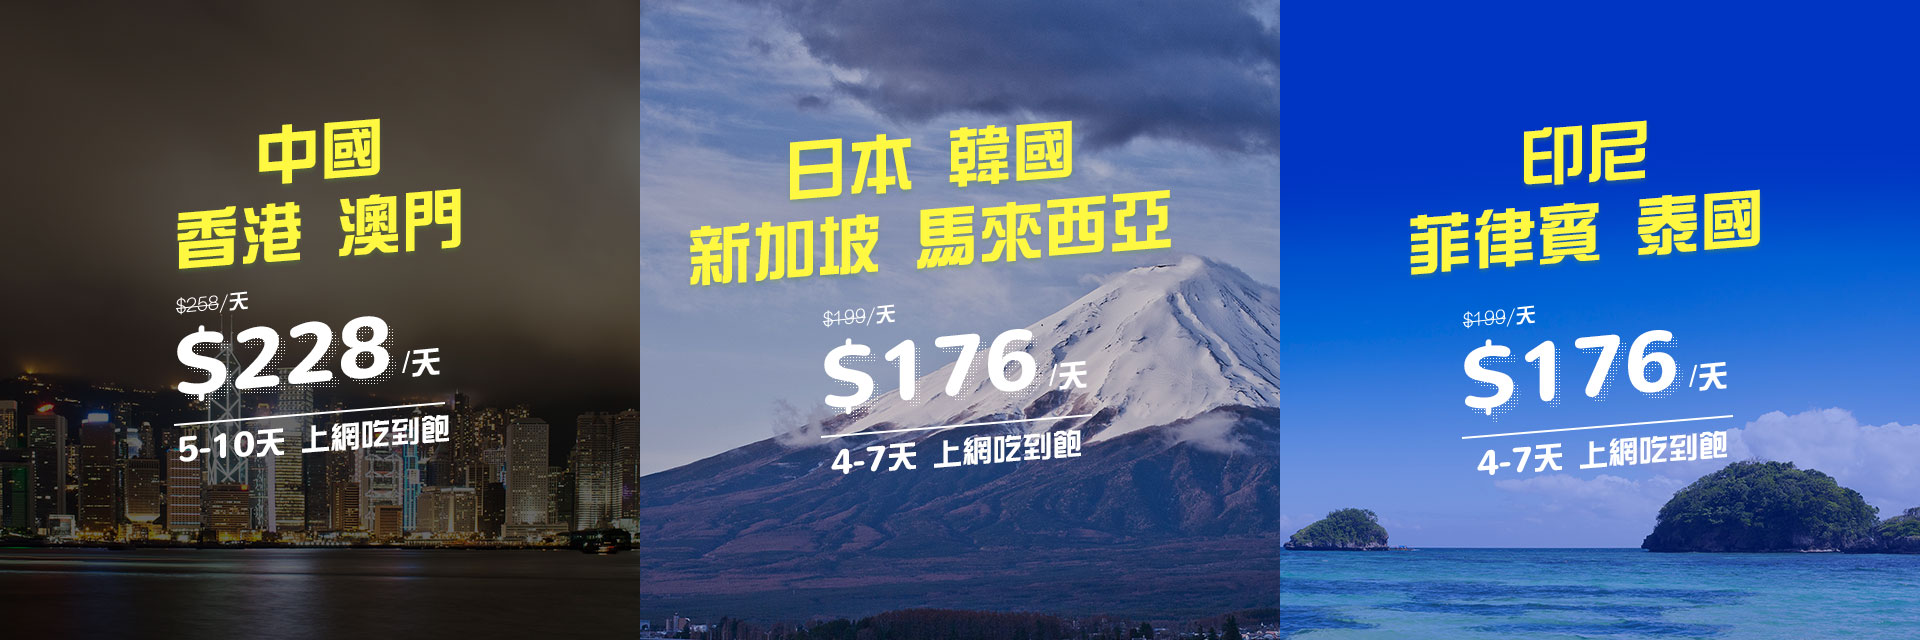 中國
香港 澳門
$258/天
$228/天
5-10天 上網吃到飽
日本 韓國
新加坡 馬來西亞
$199/天
$176/天
4-7天 上網吃到飽
印尼
菲律賓 泰國
$199/天
$176/天
4-7天 上網吃到飽